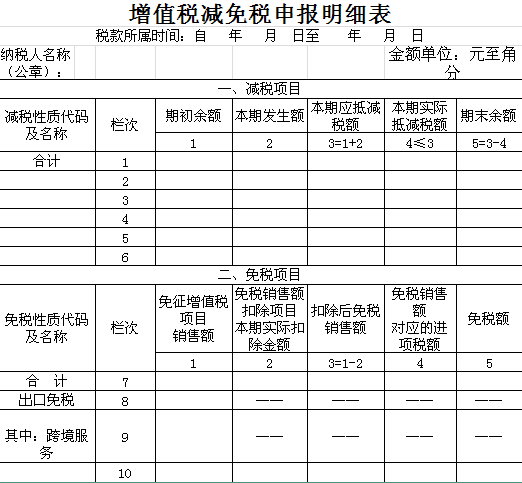 增值税减免税申报明细表
税款所属时间：自　年　月　日至　　年　月　日
纳税人名称（公章）： 金额单位：元至角分
一、减税项目
减税性质代码及名称 栏次 期初余额 本期发生额 本期应抵减税额 本期实际抵减税额 期末余额
1 2 3=1+2 4≤3 5=3-4
合计 1
2
3
4
5
6
二、免税项目
免税性质代码及名称 栏次 免征增值税项目销售额 免税销售额扣除项目本期实际扣除金额 扣除后免税销售额 免税销售额对应的进项税额 免税额
1 2 3=1-2 4 5
合　计 7
出口免税 8 —— —— —— ——
其中：跨境服务 9 —— —— —— ——
10